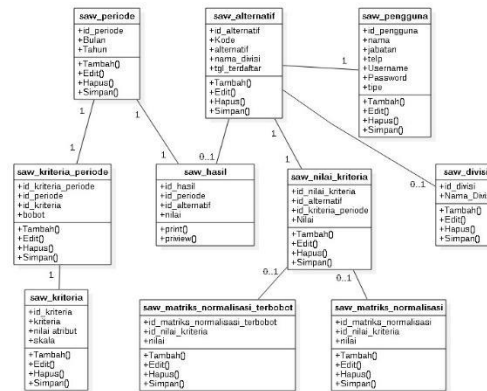 saw_periode
+id_periode
+Bulan
+Tahun
+Tambah()
+Edit()
+Hapus()
+Simpan()
saw_alternatif
+id_alternatif
+Kode
+alternatif
+nama_divisi
+tgl_terdaftar
+Tambah()
+Edit()
+Hapus()
+Simpan()
saw_pengguna
+id_pengguna
+nama
+jabatan
+telp
+Username
+Password
+tipe
+Tambah()
+Edit()
+Hapus()
+Simpan()
1
1
1
1
1
1
0..1
1
0..1
saw_kriteria_periode
+id_kriteria_periode
+id_periode
+id_kriteria
+bobot
+Tambah()
+Edit()
+Hapus()
+Simpan()
saw_hasil
+id_hasil
+id_periode
+id_alternatif
+nilai
+print()
+prwiew()
saw_nilai_kriteria
+id_nilai_kriteria
+id_alternatif
+id_kriteria_periode
+Nilai
+Tambah()
+Edit()
+Hapus()
+Simpan()
saw_divisi
+id_divisi
+Nama_Divisi
+Tambah()
+Edit()
+Hapus()
+Simpan()
1
0..1
0..1
saw_kriteria
+id_kriteria
+kriteria
+nilai atribut
+skala
+Tambah()
+Edit()
+Hapus()
+Simpan()
saw_matriks_normalisasi_terbobot
+id_matriks_normalisasi_terbobot
+id_nilai_kriteria
+nilai
+Tambah()
+Edit()
+Hapus()
+Simpan()
saw_matriks_normalisasi
+id_matriks_normalisasi
+id_nilai_kriteria
+nilai
+Tambah()
+Edit()
+Hapus()
+Simpan()